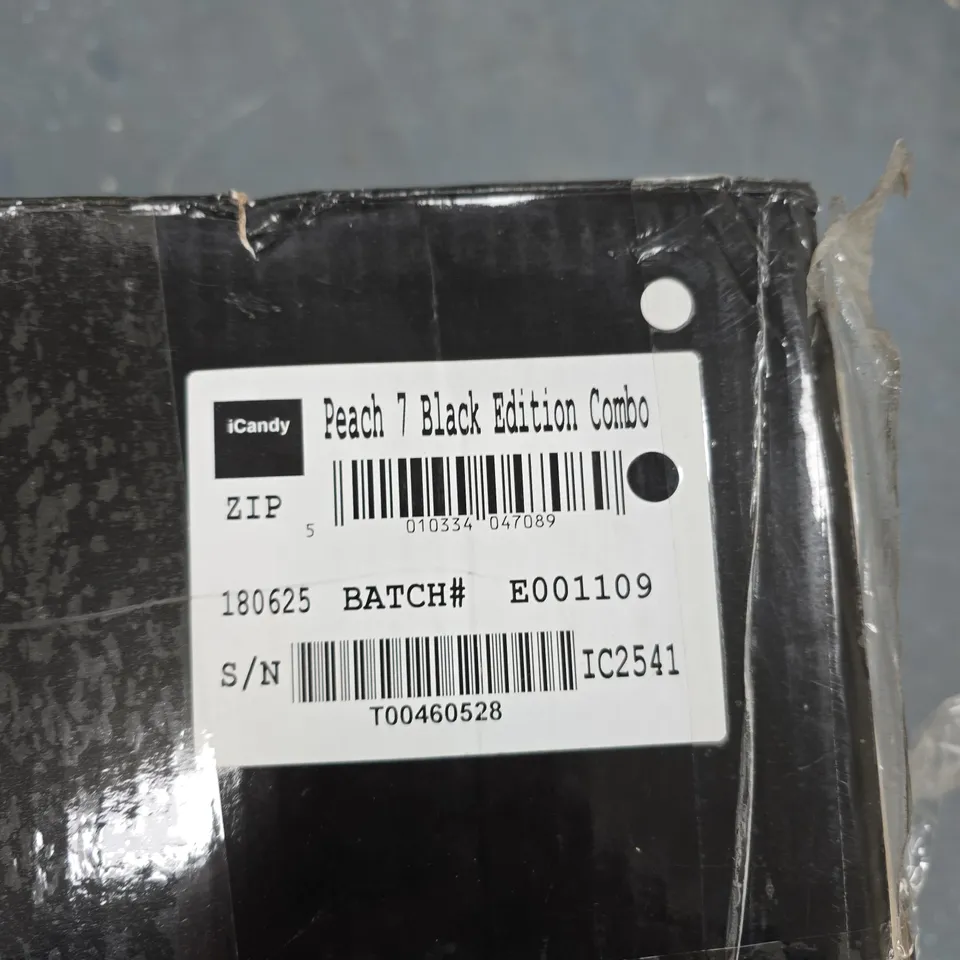 iCandy
Peach 7 Black Edition Combo
ZIP
5 010334 047089
180625 BATCH# E001109
S/N IC2541
T00460528